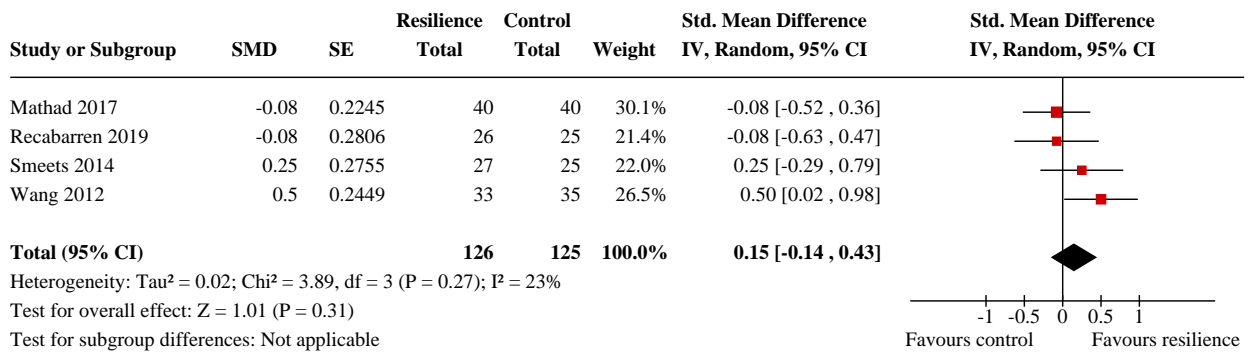 Resilience Control Std. Mean Difference Std. Mean Difference
Study or Subgroup SMD SE Total Total Weight IV, Random, 95% CI IV, Random, 95% CI
Mathad 2017 -0.08 0.2245 40 40 30.1% -0.08 [-0.52 , 0.36]
Recabarren 2019 -0.08 0.2806 26 25 21.4% -0.08 [-0.63 , 0.47]
Smeets 2014 0.25 0.2755 27 25 22.0% 0.25 [-0.29 , 0.79]
Wang 2012 0.5 0.2449 33 35 26.5% 0.50 [0.02 , 0.98]
Total (95% CI) 126 125 100.0% 0.15 [-0.14 , 0.43]
Heterogeneity: Tau² = 0.02; Chi² = 3.89, df = 3 (P = 0.27); I² = 23%
Test for overall effect: Z = 1.01 (P = 0.31) -1 -0.5 0 0.5 1
Test for subgroup differences: Not applicable Favours control Favours resilience